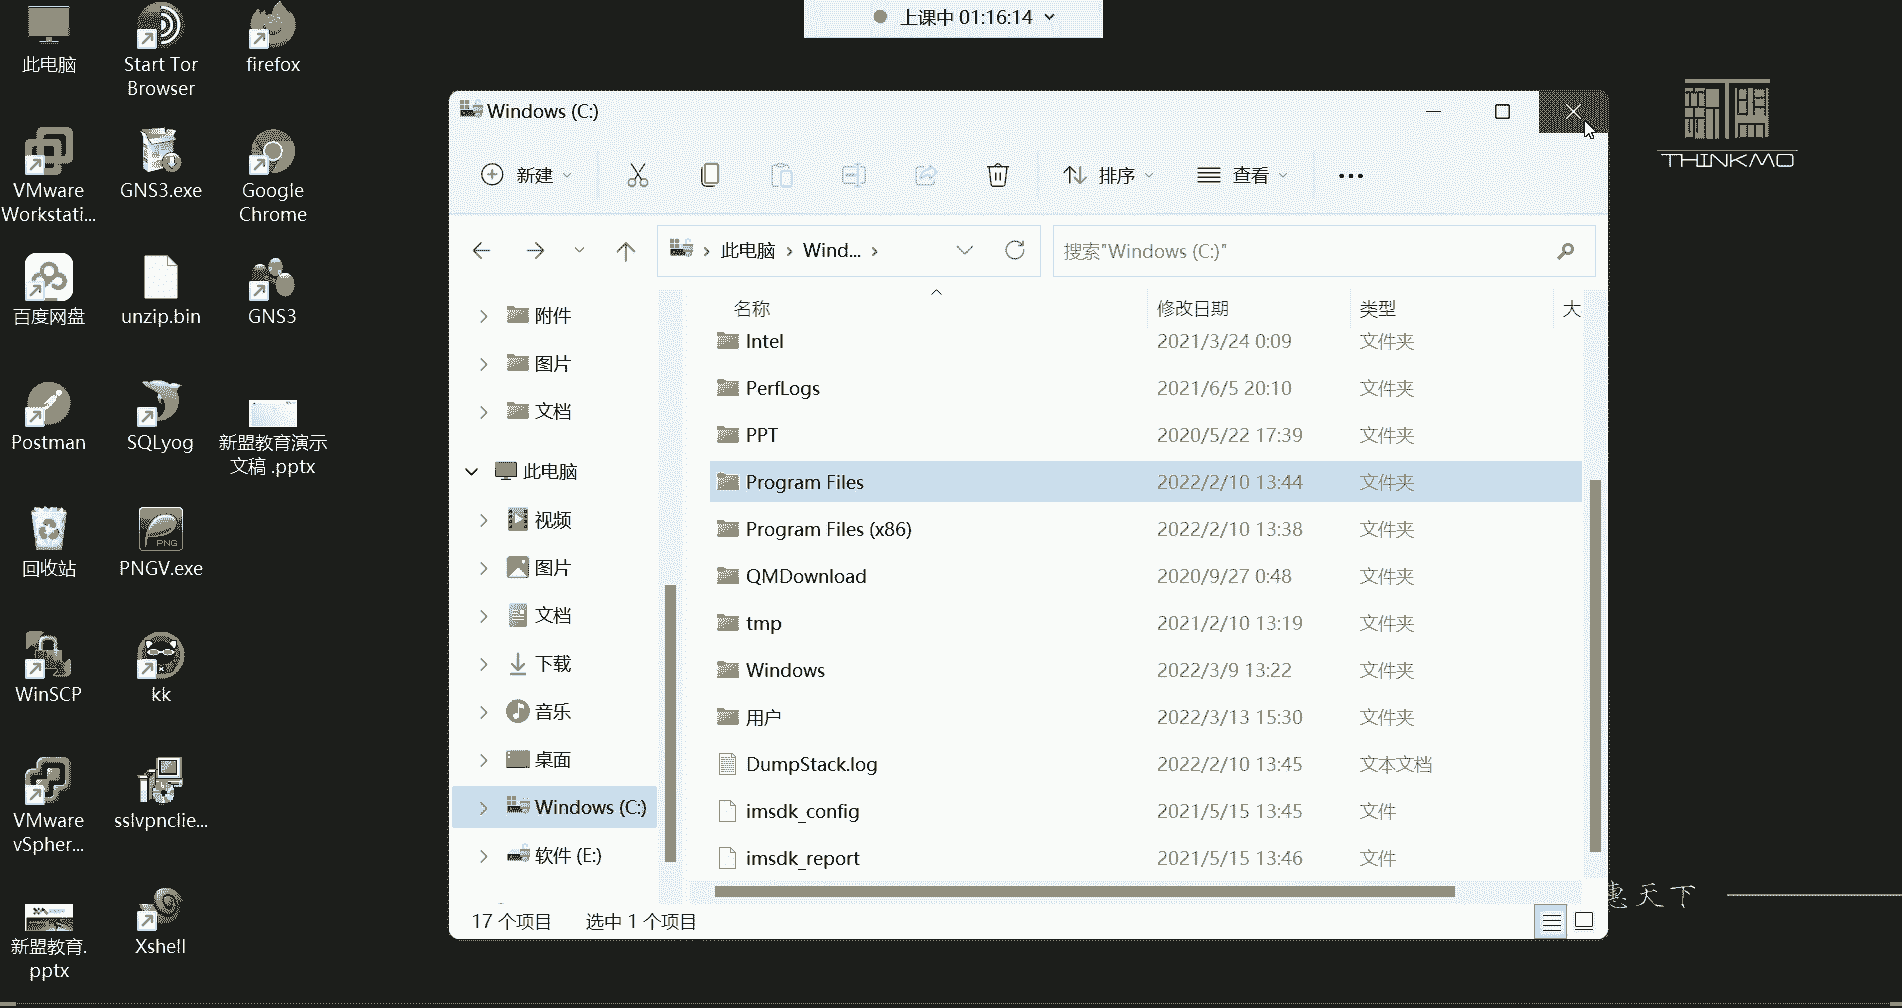 上课中 01:16:14
此电脑
Start Tor
Browser
firefox
VMware
Workstati...
GNS3.exe
Google
Chrome
百度网盘
unzip.bin
GNS3
Postman
SQLyog
新盟教育演示
文稿 .pptx
回收站
PNG
PNGV.exe
WinSCP
kk
VMware
vSpher...
sslvpnclie...
新盟教育.
pptx
Xshell
THINKMO
Windows (C:)
新建
排序
查看
此电脑
Wind...
搜索"Windows (C:)"
附件
图片
文档
此电脑
视频
图片
文档
下载
音乐
桌面
Windows (C:)
软件 (E:)
名称 修改日期 类型 大
Intel 2021/3/24 0:09 文件夹
PerfLogs 2021/6/5 20:10 文件夹
PPT 2020/5/22 17:39 文件夹
Program Files 2022/2/10 13:44 文件夹
Program Files (x86) 2022/2/10 13:38 文件夹
QMDownload 2020/9/27 0:48 文件夹
tmp 2021/2/10 13:19 文件夹
Windows 2022/3/9 13:22 文件夹
用户 2022/3/13 15:30 文件夹
DumpStack.log 2022/2/10 13:45 文本文档
imsdk_config 2021/5/15 13:45 文件
imsdk_report 2021/5/15 13:46 文件
17 个项目 选中 1 个项目
惠天下